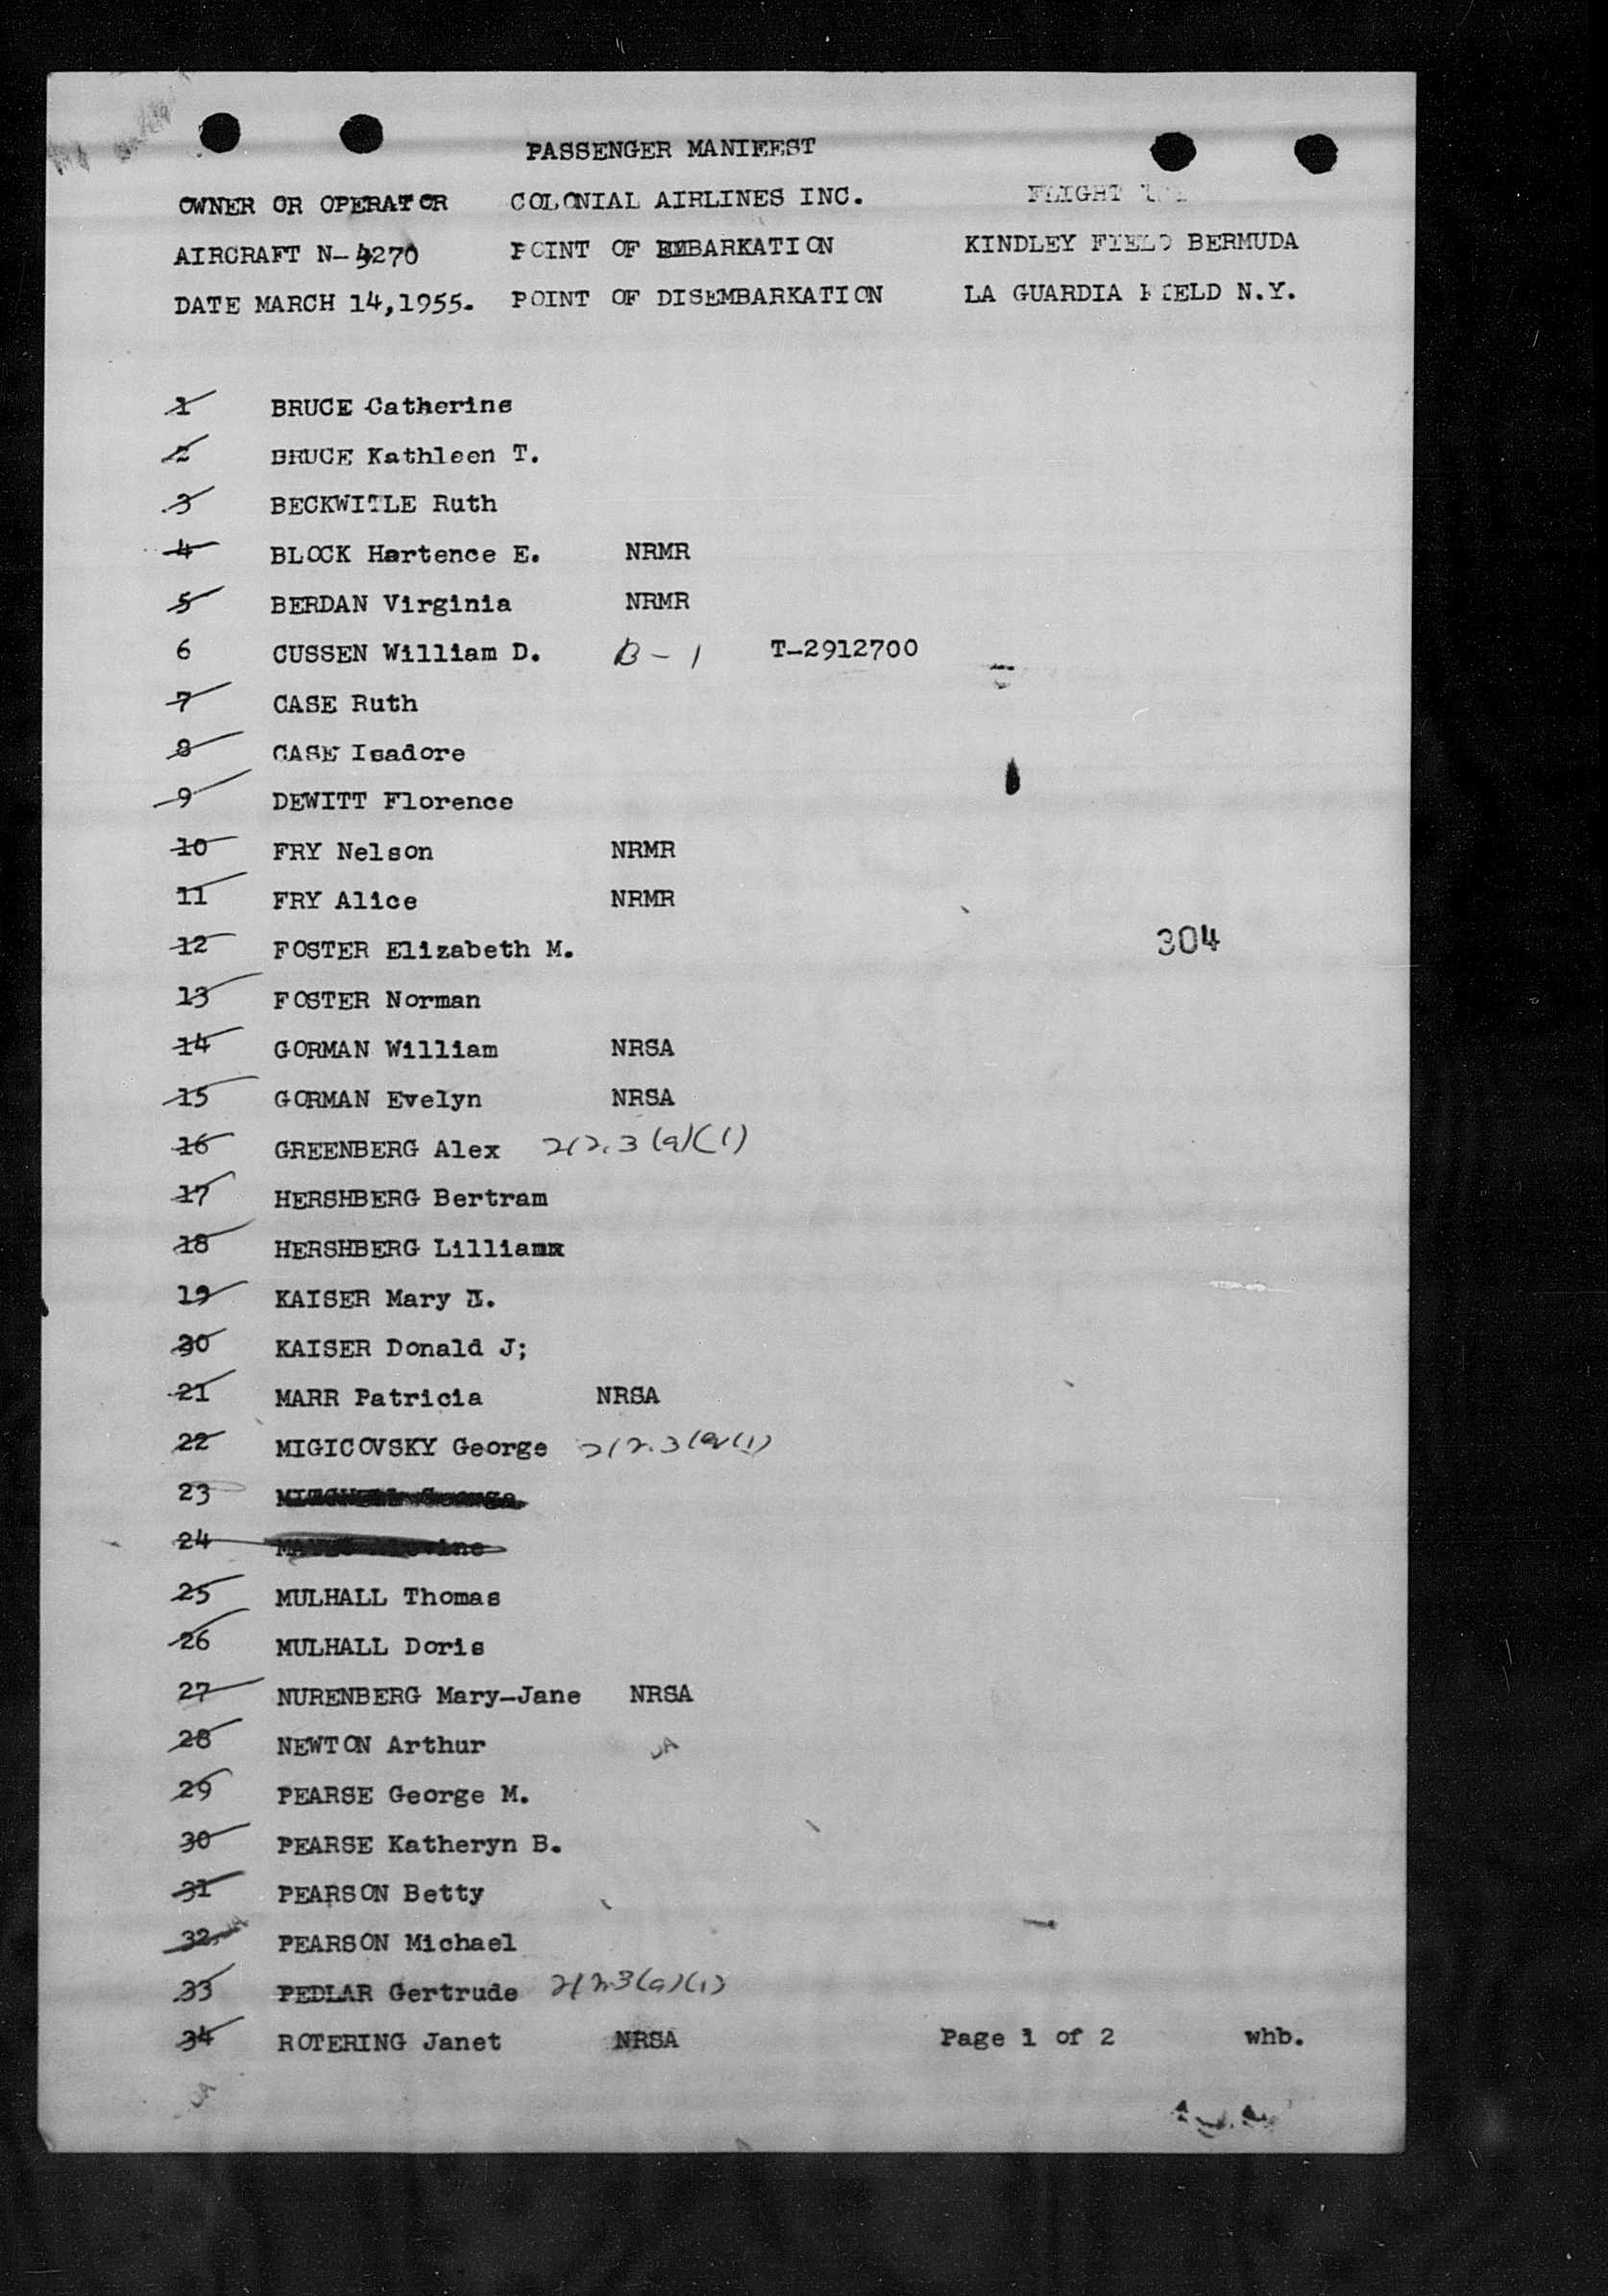 PASSENGER MANIFEST
OWNER OR OPERATOR COLONIAL AIRLINES INC. FLIGHT
AIRCRAFT N-4270 POINT OF EMBARKATION KINDLEY FIELD BERMUDA
DATE MARCH 14,1955. POINT OF DISEMBARKATION LA GUARDIA FIELD N.Y.
1 BRUCE Catherine
2 BRUCE Kathleen T.
3 BECKWITLE Ruth
4 BLOCK Hartence E. NRMR
5 BERDAN Virginia NRMR
6 CUSSEN William D. B-1 T-2912700
7 CASE Ruth
8 CASE Isadore
9 DEWITT Florence
10 FRY Nelson NRMR
11 FRY Alice NRMR
12 FOSTER Elizabeth M. 304
13 FOSTER Norman
14 GORMAN William NRSA
15 GORMAN Evelyn NRSA
16 GREENBERG Alex 212.3(a)(1)
17 HERSHBERG Bertram
18 HERSHBERG Lillian
19 KAISER Mary
20 KAISER Donald J;
21 MARR Patricia NRSA
22 MIGICOVSKY George 212.3(a)(1)
23
24
25 MULHALL Thomas
26 MULHALL Doris
27 NURENBERG Mary-Jane NRSA
28 NEWTON Arthur
29 PEARSE George M.
30 PEARSE Katheryn B.
31 PEARSON Betty
32 PEARSON Michael
33 PEDLAR Gertrude 212.3(a)(1)
34 ROTERING Janet NRSA Page 1 of 2 whb.